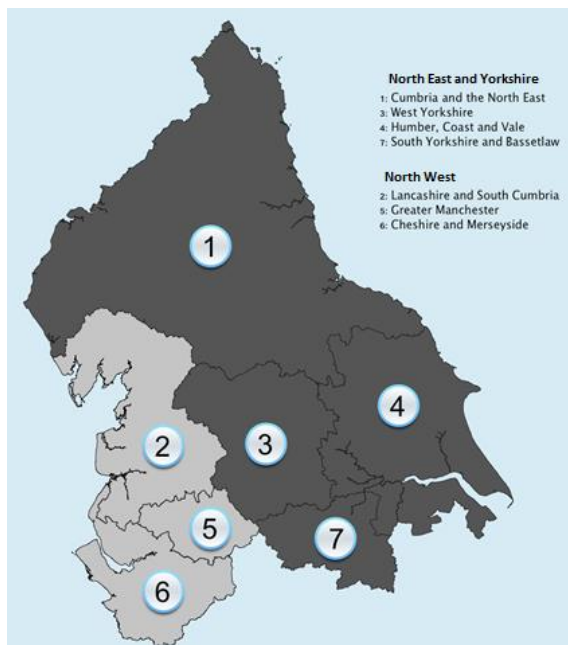 North East and Yorkshire
1: Cumbria and the North East
3: West Yorkshire
4: Humber, Coast and Vale
7: South Yorkshire and Bassetlaw
North West
2: Lancashire and South Cumbria
5: Greater Manchester
6: Cheshire and Merseyside
1
4
3
2
5
7
6